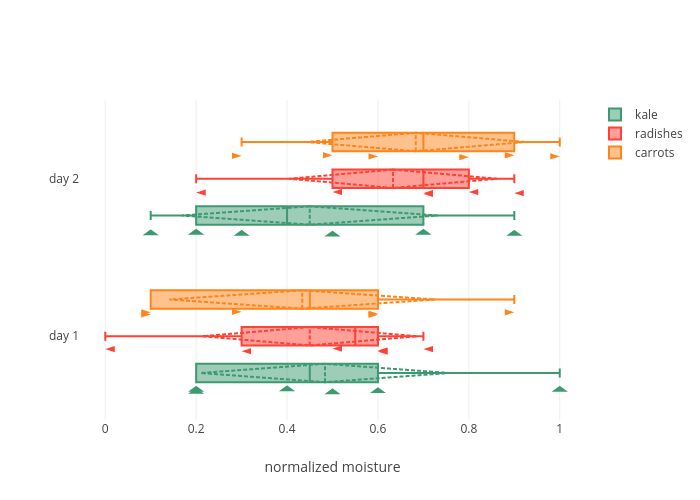 kale
radishes
carrots
day 2
day 1
0 0.2 0.4 0.6 0.8 1
normalized moisture